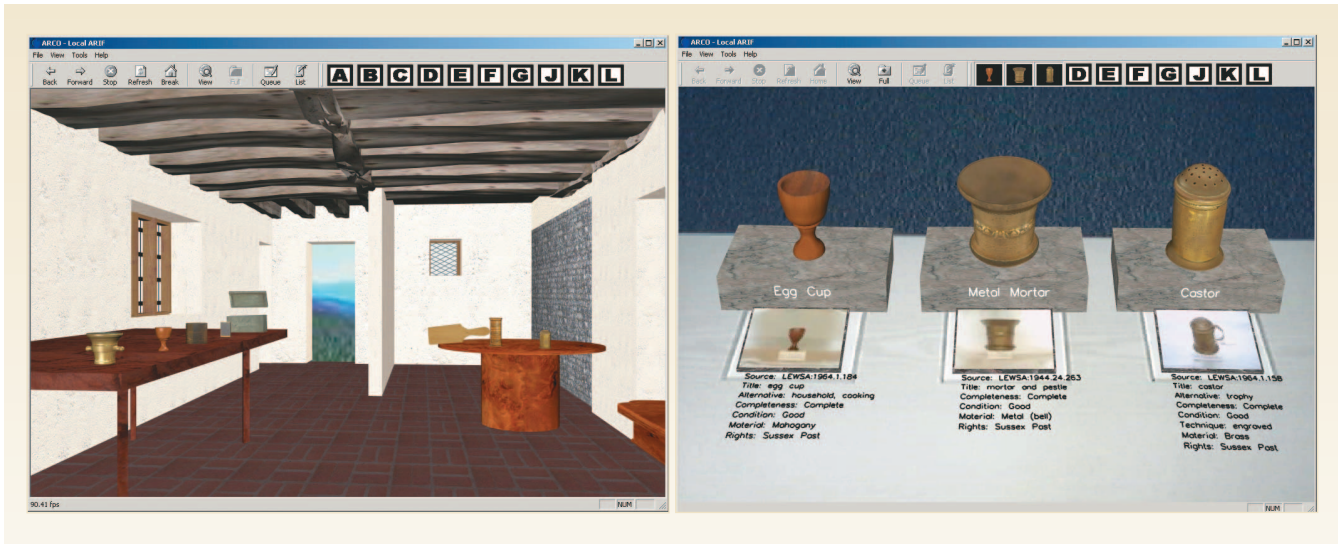 ARCO - Local ARIF
File View Tools Help
Back Forward Stop Refresh Break View Full Queue List A B C D E F G J K L
90.41 fps NUM
ARCO - Local ARIF
File View Tools Help
Back Forward Stop Refresh Home View Full Queue List D E F G J K L
Egg Cup
Source: LEWSA:1964.1.184
Title: egg cup
Alternative: household, cooking
Completeness: Complete
Condition: Good
Material: Mahogany
Rights: Sussex Past
Metal Mortar
Source: LEWSA:1944.24.263
Title: mortar and pestle
Completeness: Complete
Condition: Good
Material: Metal (bell)
Rights: Sussex Past
Castor
Source: LEWSA:1964.1.158
Title: castor
Alternative: trophy
Completeness: Complete
Condition: Good
Technique: engraved
Material: Brass
Rights: Sussex Past
NUM